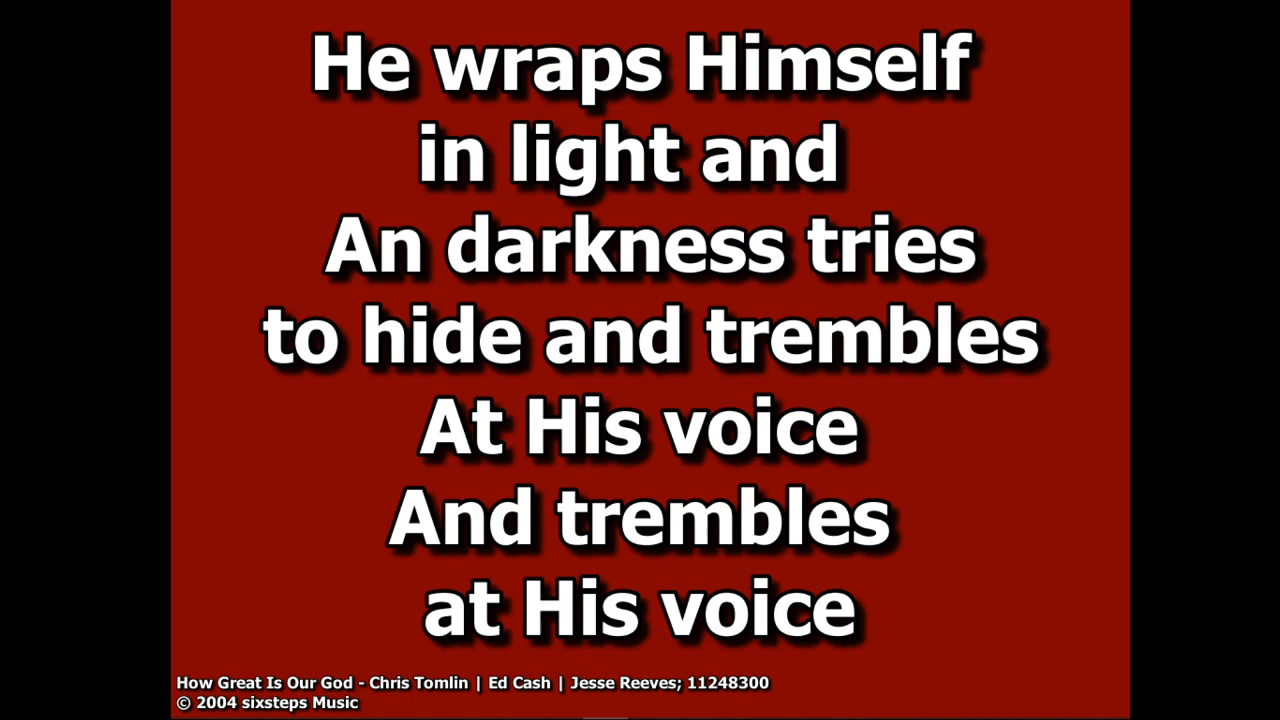 He wraps Himself
in light and
An darkness tries
to hide and trembles
At His voice
And trembles
at His voice
How Great Is Our God - Chris Tomlin | Ed Cash | Jesse Reeves; 11248300
© 2004 sixsteps Music